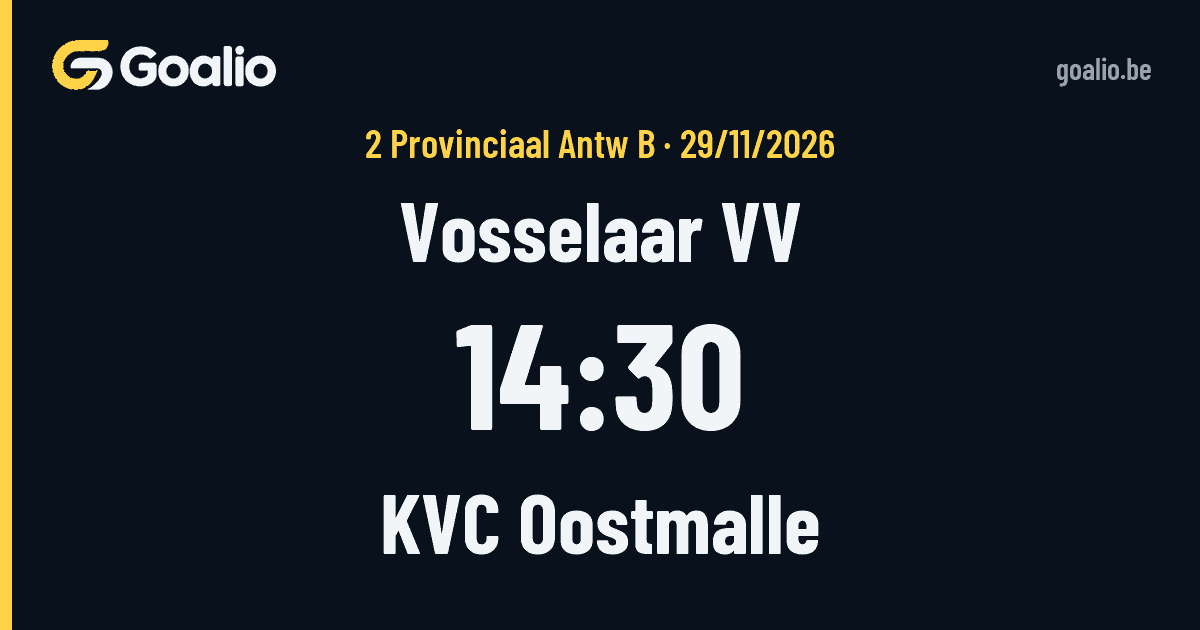 Goalio
goalio.be
2 Provinciaal Antw B · 29/11/2026
Vosselaar VV
14:30
KVC Oostmalle